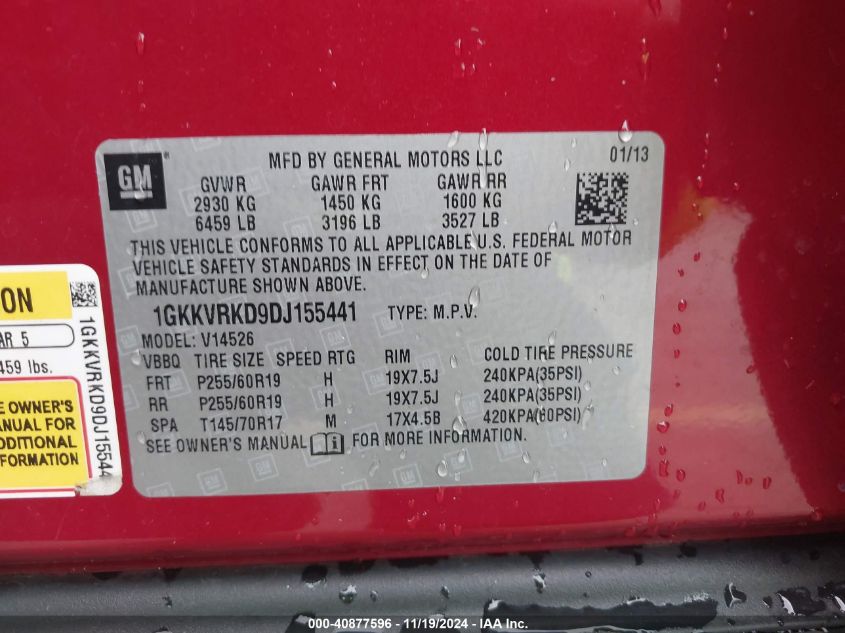 GM
®
MFD BY GENERAL MOTORS LLC
01/13
GVWR GAWR FRT GAWR RR
2930 KG 1450 KG 1600 KG
6459 LB 3196 LB 3527 LB
THIS VEHICLE CONFORMS TO ALL APPLICABLE U.S. FEDERAL MOTOR
VEHICLE SAFETY STANDARDS IN EFFECT ON THE DATE OF
MANUFACTURE SHOWN ABOVE.
1GKKVRKD9DJ155441 TYPE: M.P.V.
MODEL: V14526
VBBQ TIRE SIZE SPEED RTG RIM COLD TIRE PRESSURE
FRT P255/60R19 H 19X7.5J 240KPA(35PSI)
RR P255/60R19 H 19X7.5J 240KPA(35PSI)
SPA T145/70R17 M 17X4.5B 420KPA(60PSI)
SEE OWNER'S MANUAL i FOR MORE INFORMATION.
ON
AR 5
459 lbs.
E OWNER'S
ANUAL FOR
DDITIONAL
FORMATION
1GKKVRKD9DJ15544
000-40877596 - 11/19/2024 - IAA Inc.